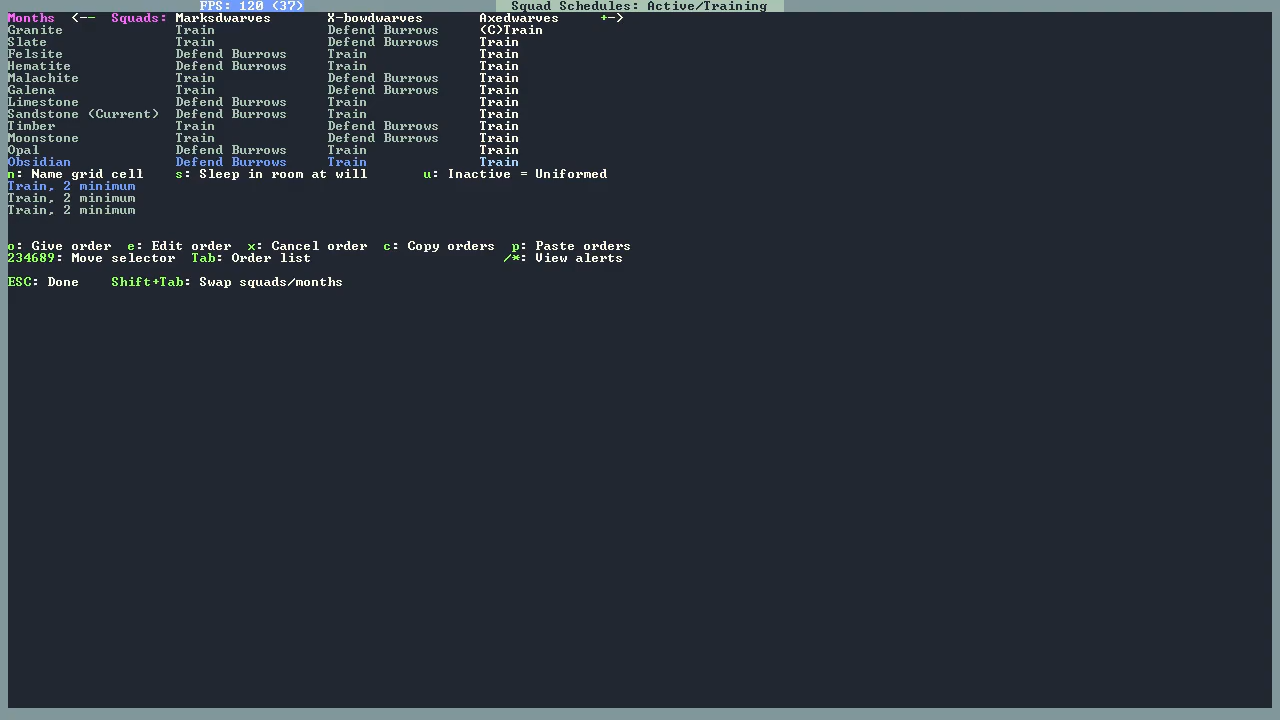 FPS: 120 (37) Squad Schedules: Active/Training
Months <-- Squads: Marksdwarves X-bowdwarves Axedwarves +->
Granite Train Defend Burrows (C)Train
Slate Train Defend Burrows Train
Felsite Defend Burrows Train Train
Hematite Defend Burrows Train Train
Malachite Train Defend Burrows Train
Galena Train Defend Burrows Train
Limestone Defend Burrows Train Train
Sandstone (Current) Defend Burrows Train Train
Timber Train Defend Burrows Train
Moonstone Train Defend Burrows Train
Opal Defend Burrows Train Train
Obsidian Defend Burrows Train Train
n: Name grid cell s: Sleep in room at will u: Inactive = Uniformed
Train, 2 minimum
Train, 2 minimum
Train, 2 minimum
o: Give order e: Edit order x: Cancel order c: Copy orders p: Paste orders
234689: Move selector Tab: Order list /*: View alerts
ESC: Done Shift+Tab: Swap squads/months